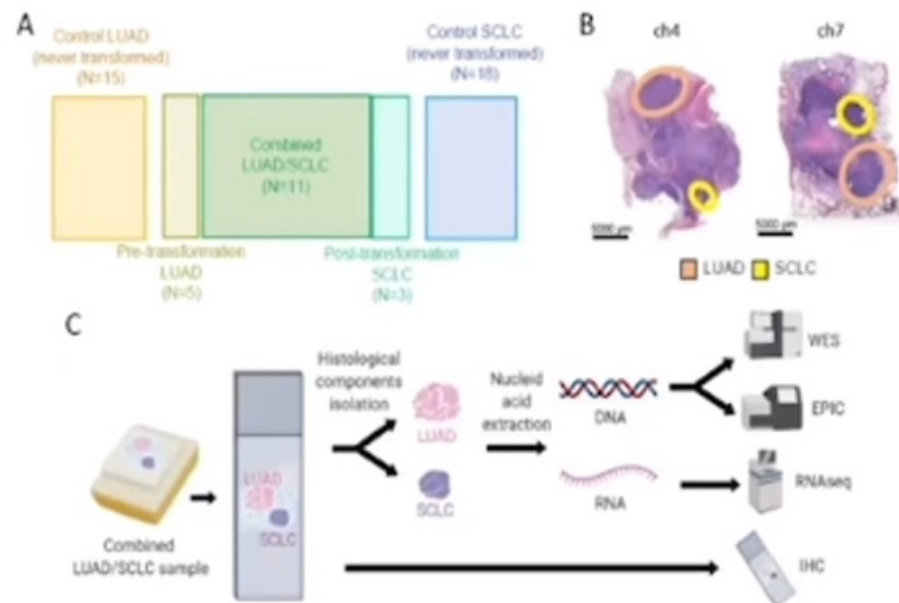 A
Control LUAD
(never transformed)
(N=15)
Control SCLC
(never transformed)
(N=18)
Combined
LUAD/SCLC
(N=11)
Pre-transformation
LUAD
(N=5)
Post-transformation
SCLC
(N=3)
B
ch4
ch7
5000 µm
5000 µm
LUAD
SCLC
C
Combined
LUAD/SCLC sample
LUAD
SCLC
Histological
components
isolation
LUAD
SCLC
Nucleid
acid
extraction
DNA
RNA
WES
EPIC
RNAseq
IHC